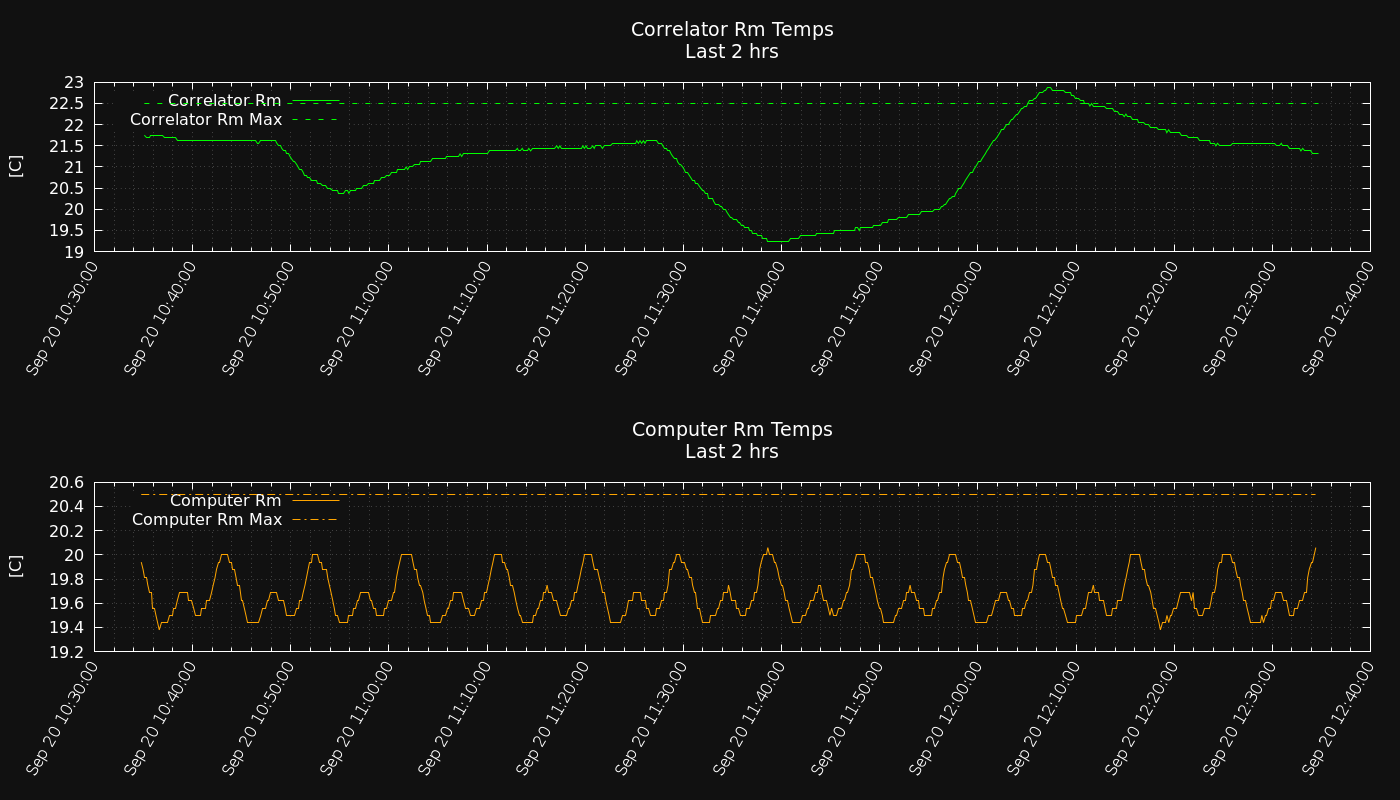 Correlator Rm Temps
Last 2 hrs
23
22.5
22
21.5
21
20.5
20
19.5
19
[C]
Correlator Rm
Correlator Rm Max
Sep 20 10:30:00
Sep 20 10:40:00
Sep 20 10:50:00
Sep 20 11:00:00
Sep 20 11:10:00
Sep 20 11:20:00
Sep 20 11:30:00
Sep 20 11:40:00
Sep 20 11:50:00
Sep 20 12:00:00
Sep 20 12:10:00
Sep 20 12:20:00
Sep 20 12:30:00
Sep 20 12:40:00
Computer Rm Temps
Last 2 hrs
20.6
20.4
20.2
20
19.8
19.6
19.4
19.2
[C]
Computer Rm
Computer Rm Max
Sep 20 10:30:00
Sep 20 10:40:00
Sep 20 10:50:00
Sep 20 11:00:00
Sep 20 11:10:00
Sep 20 11:20:00
Sep 20 11:30:00
Sep 20 11:40:00
Sep 20 11:50:00
Sep 20 12:00:00
Sep 20 12:10:00
Sep 20 12:20:00
Sep 20 12:30:00
Sep 20 12:40:00